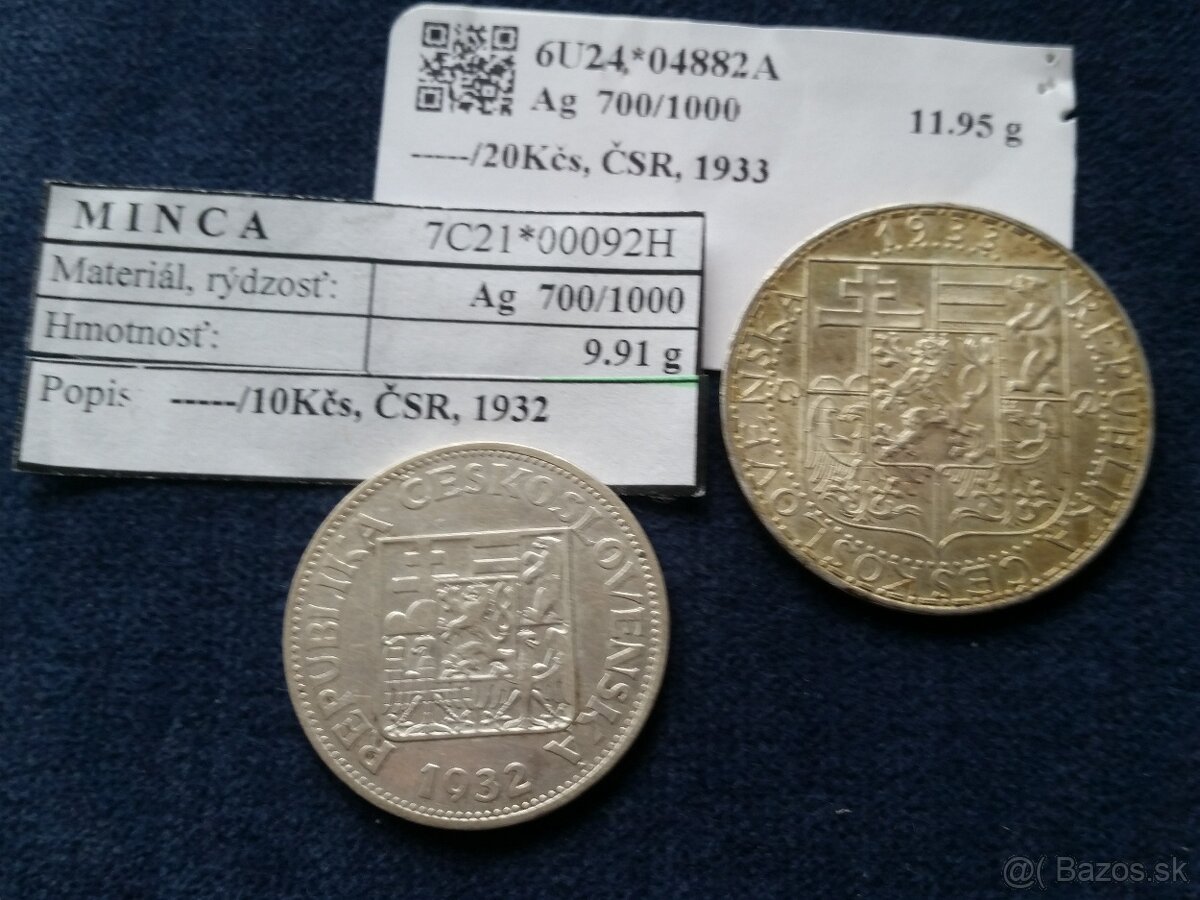 6U24*04882A
Ag 700/1000
11.95 g
-----/20Kčs, ČSR, 1933
MINCA
7C21*00092H
Materiál, rýdzosť:
Ag 700/1000
Hmotnosť:
9.91 g
Popis
-----/10Kčs, ČSR, 1932
1933
REPUBLIKA
ČESKOSLOVENSKÁ
REPUBLIKA ČESKOSLOVENSKÁ
1932
@( Bazos.sk